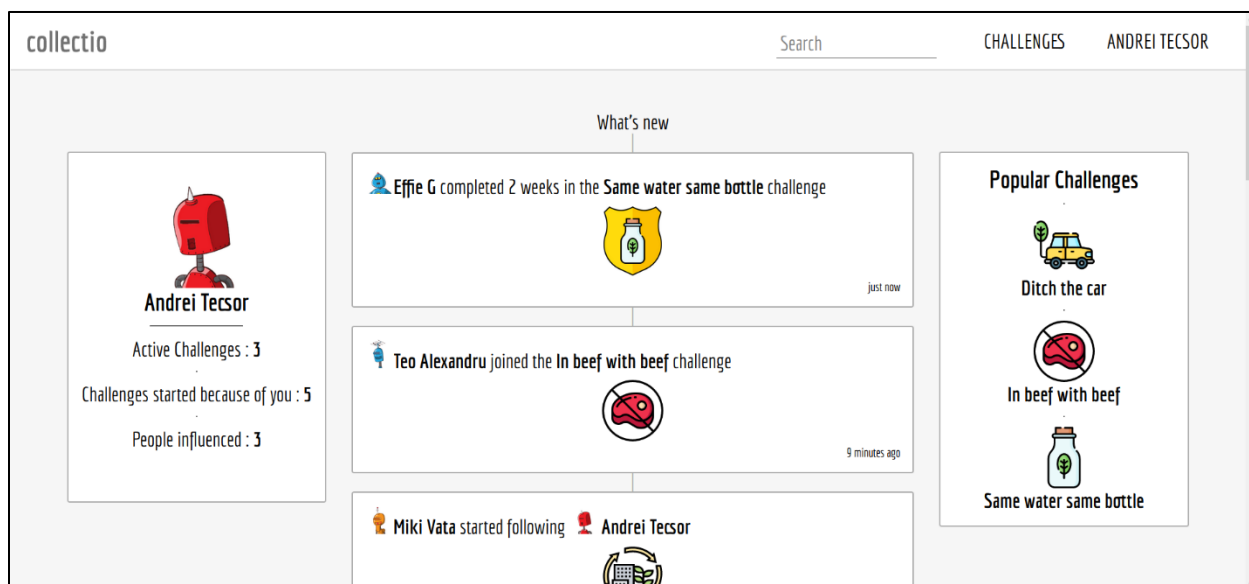 collectio
Search
CHALLENGES
ANDREI TECSOR
What's new
Andrei Tecsor
Active Challenges : 3
Challenges started because of you : 5
People influenced : 3
Effie G completed 2 weeks in the Same water same bottle challenge
just now
Teo Alexandru joined the In beef with beef challenge
9 minutes ago
Miki Vata started following Andrei Tecsor
Popular Challenges
Ditch the car
In beef with beef
Same water same bottle